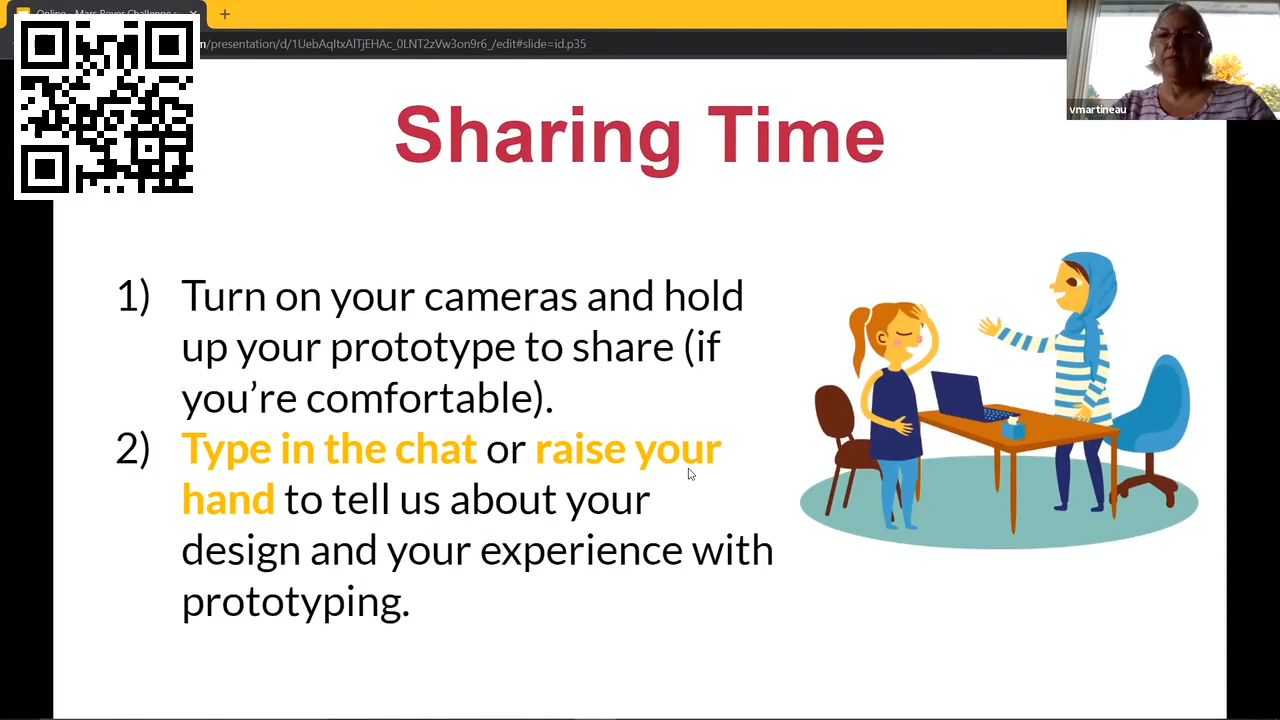 Online - Mars Rover Challenge
m/presentation/d/1UebAqItxAlTjEHAc_0LNT2zVw3on9r6_/edit#slide=id.p35
vmartineau
Sharing Time
1) Turn on your cameras and hold
up your prototype to share (if
you’re comfortable).
2) Type in the chat or raise your
hand to tell us about your
design and your experience with
prototyping.